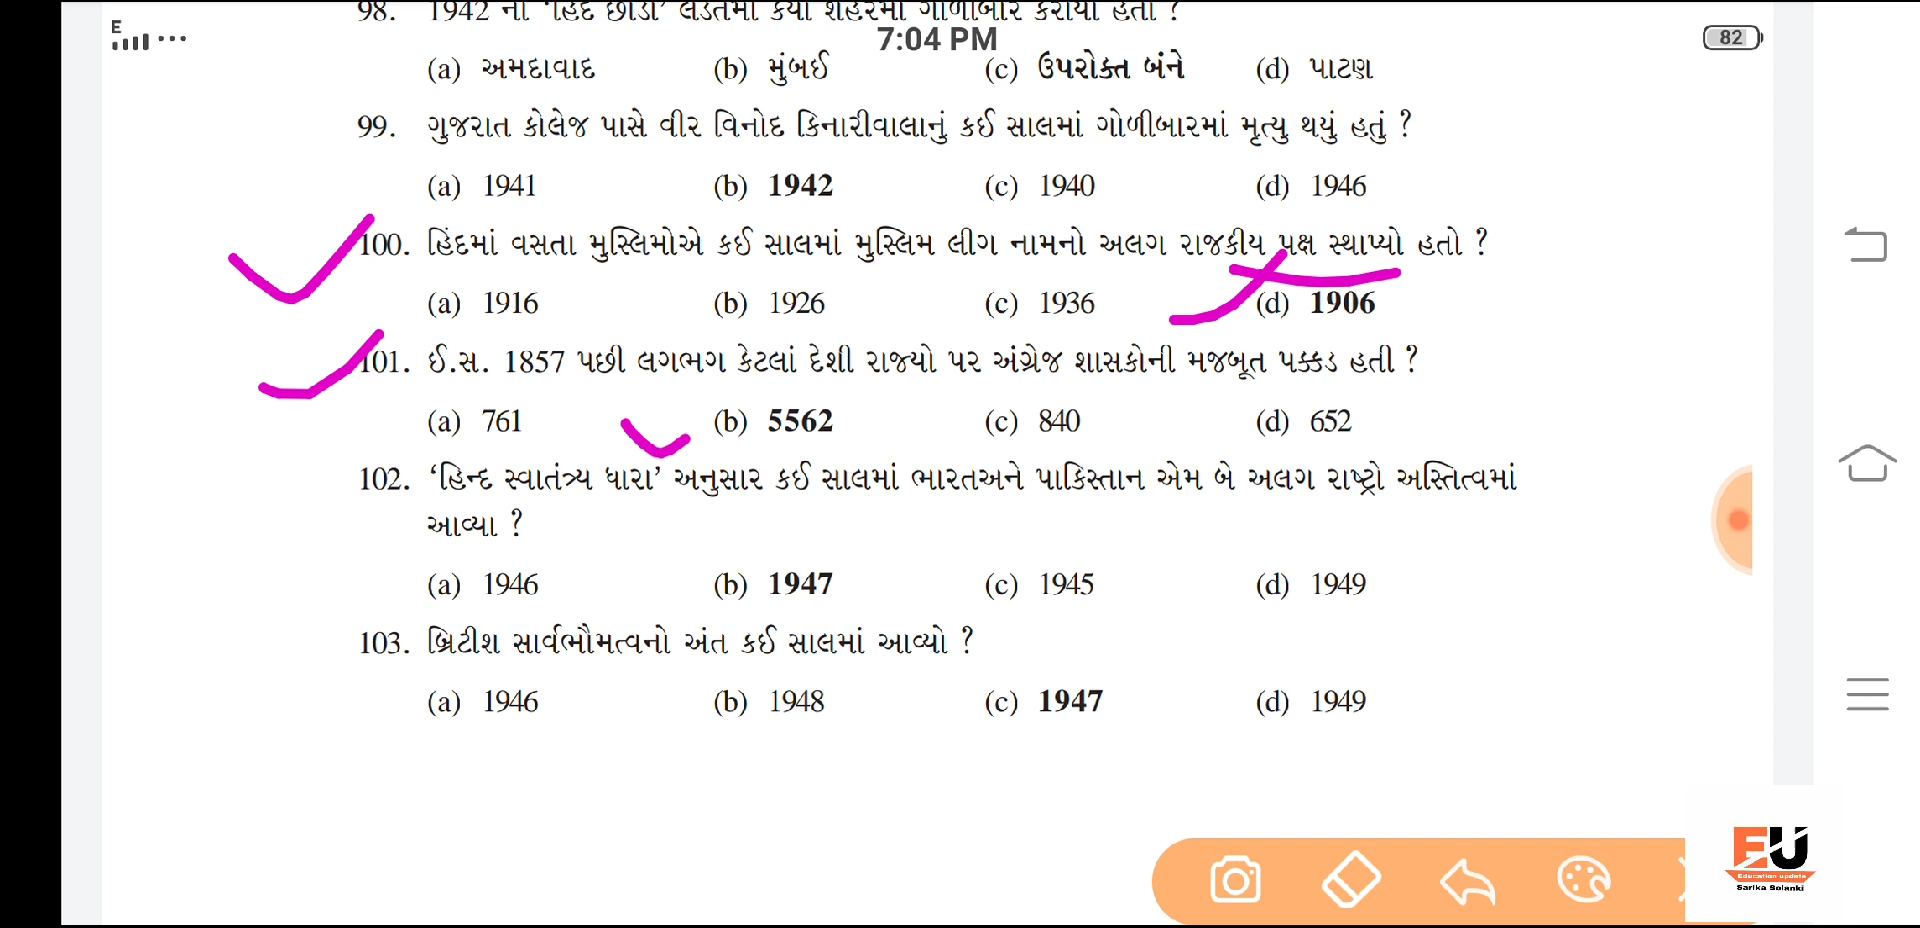 98. 1942 ની 'હિંદ છોડો' લડતમાં કયા શહેરમાં ગોળીબાર કરાયો હતો ?
E
7:04 PM
82
(a) અમદાવાદ (b) મુંબઈ (c) ઉપરોક્ત બંને (d) પાટણ
99. ગુજરાત કોલેજ પાસે વીર વિનોદ કિનારીવાલાનું કઈ સાલમાં ગોળીબારમાં મૃત્યુ થયું હતું ?
(a) 1941 (b) 1942 (c) 1940 (d) 1946
100. હિંદમાં વસતા મુસ્લિમોએ કઈ સાલમાં મુસ્લિમ લીગ નામનો અલગ રાજકીય પક્ષ સ્થાપ્યો હતો ?
(a) 1916 (b) 1926 (c) 1936 (d) 1906
101. ઈ.સ. 1857 પછી લગભગ કેટલાં દેશી રાજ્યો પર અંગ્રેજ શાસકોની મજબૂત પક્કડ હતી ?
(a) 761 (b) 5562 (c) 840 (d) 652
102. ‘હિન્દ સ્વાતંત્ર્ય ધારા’ અનુસાર કઈ સાલમાં ભારતઅને પાકિસ્તાન એમ બે અલગ રાષ્ટ્રો અસ્તિત્વમાં
આવ્યા ?
(a) 1946 (b) 1947 (c) 1945 (d) 1949
103. બ્રિટીશ સાર્વભૌમત્વનો અંત કઈ સાલમાં આવ્યો ?
(a) 1946 (b) 1948 (c) 1947 (d) 1949
EU
Education update
Sarika Solanki